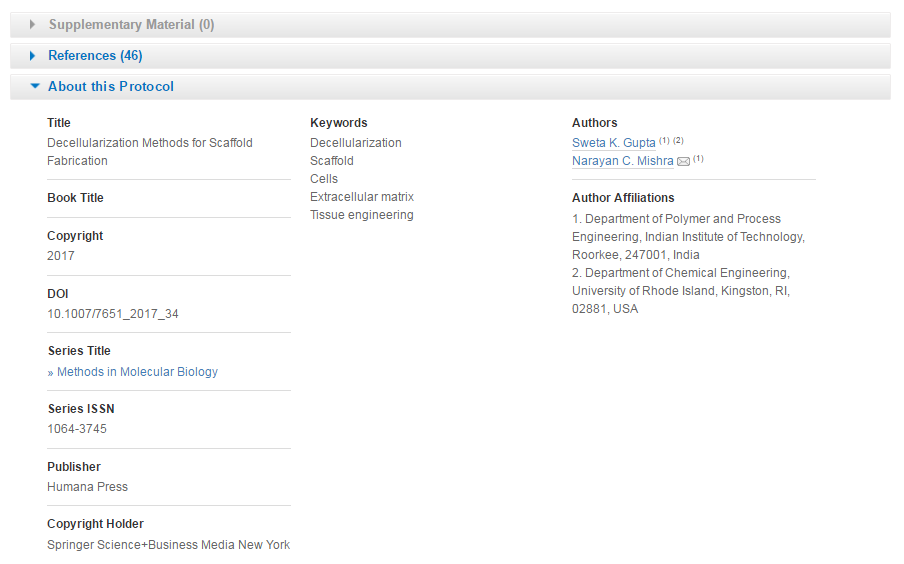 Supplementary Material (0)
References (46)
About this Protocol
Title
Decellularization Methods for Scaffold
Fabrication
Book Title
Copyright
2017
DOI
10.1007/7651_2017_34
Series Title
» Methods in Molecular Biology
Series ISSN
1064-3745
Publisher
Humana Press
Copyright Holder
Springer Science+Business Media New York
Keywords
Decellularization
Scaffold
Cells
Extracellular matrix
Tissue engineering
Authors
Sweta K. Gupta (1) (2)
Narayan C. Mishra (1)
Author Affiliations
1. Department of Polymer and Process
Engineering, Indian Institute of Technology,
Roorkee, 247001, India
2. Department of Chemical Engineering,
University of Rhode Island, Kingston, RI,
02881, USA